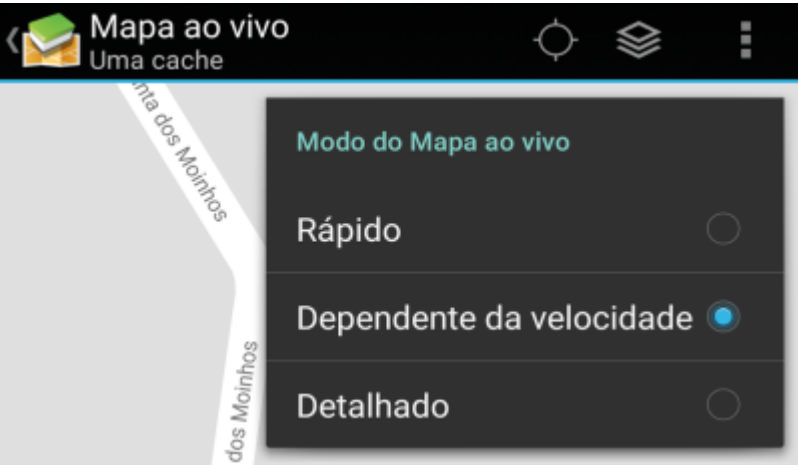 Mapa ao vivo
Uma cache
nta dos Moinhos
Modo do Mapa ao vivo
Rápido
Dependente da velocidade
Detalhado
dos Moinhos